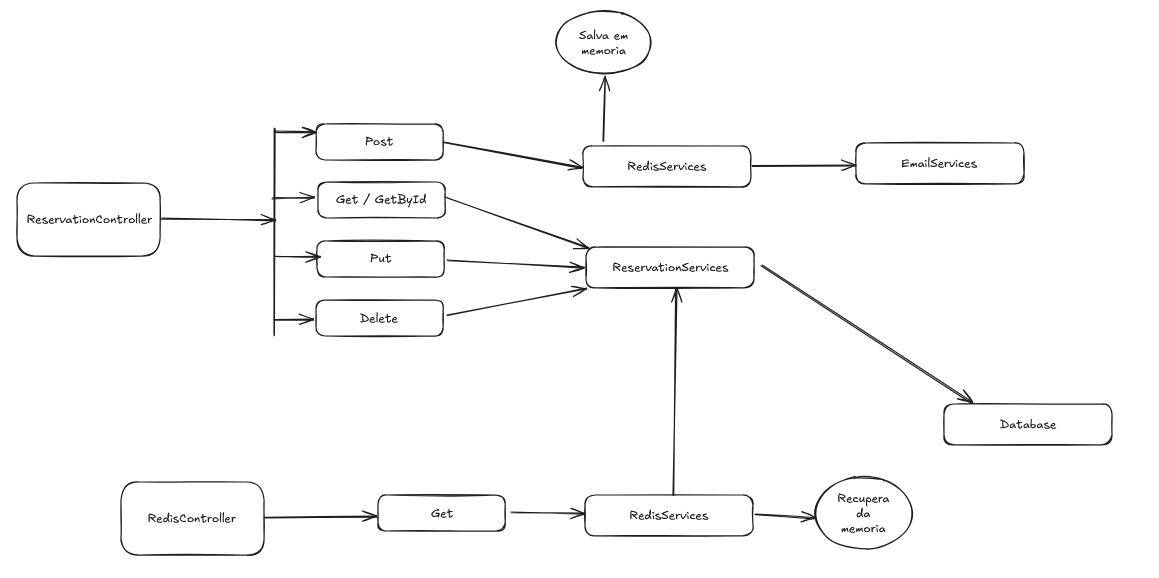 Salva em
memoria
Post
RedisServices
EmailServices
Get / GetById
ReservationController
Put
ReservationServices
Delete
Database
RedisController
Get
RedisServices
Recupera
da
memoria